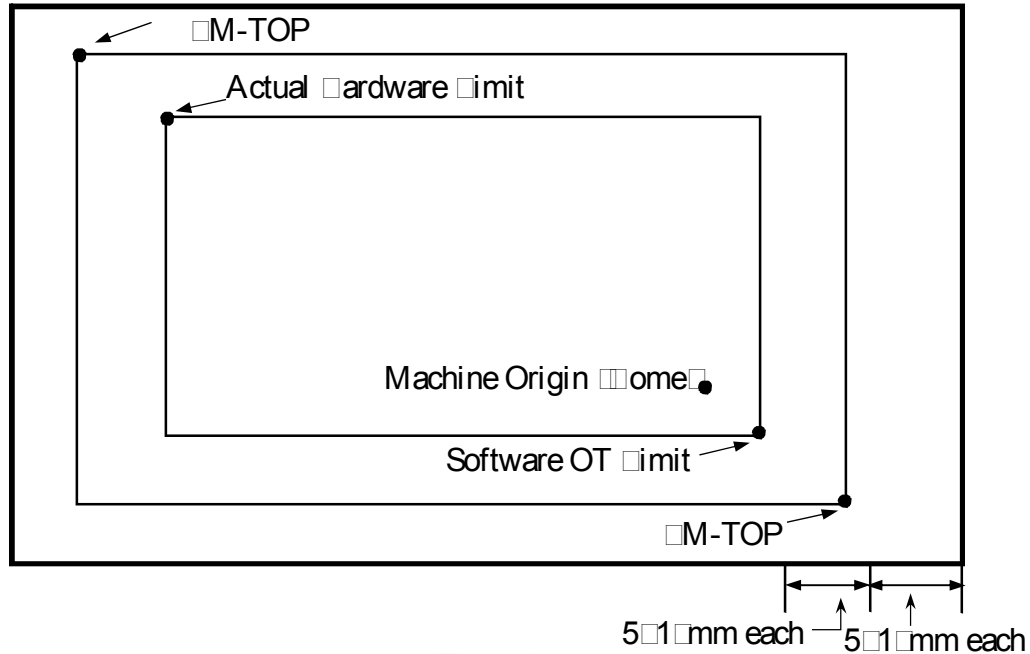 □M-TOP
Actual □ardware □imit
Machine Origin □□ome□
Software OT □imit
□M-TOP
5□1□mm each
5□1□mm each